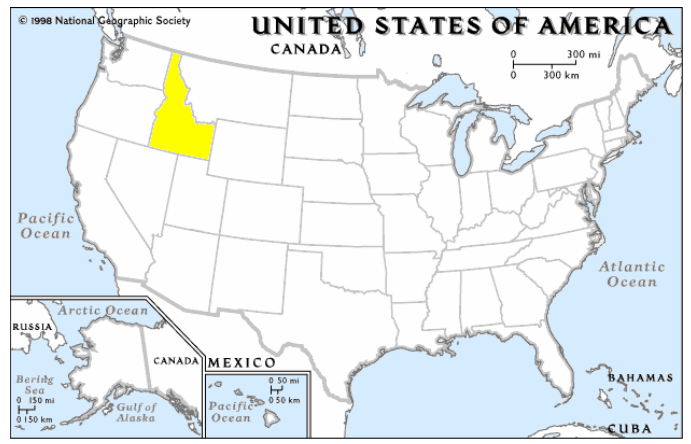 © 1998 National Geographic Society
UNITED STATES OF AMERICA
CANADA
0 300 mi
0 300 km
Pacific
Ocean
Atlantic
Ocean
Arctic Ocean
RUSSIA
CANADA
MEXICO
Bering
Sea
0 150 mi
0 150 km
Gulf of
Alaska
0 50 mi
0 50 km
Pacific
Ocean
BAHAMAS
CUBA